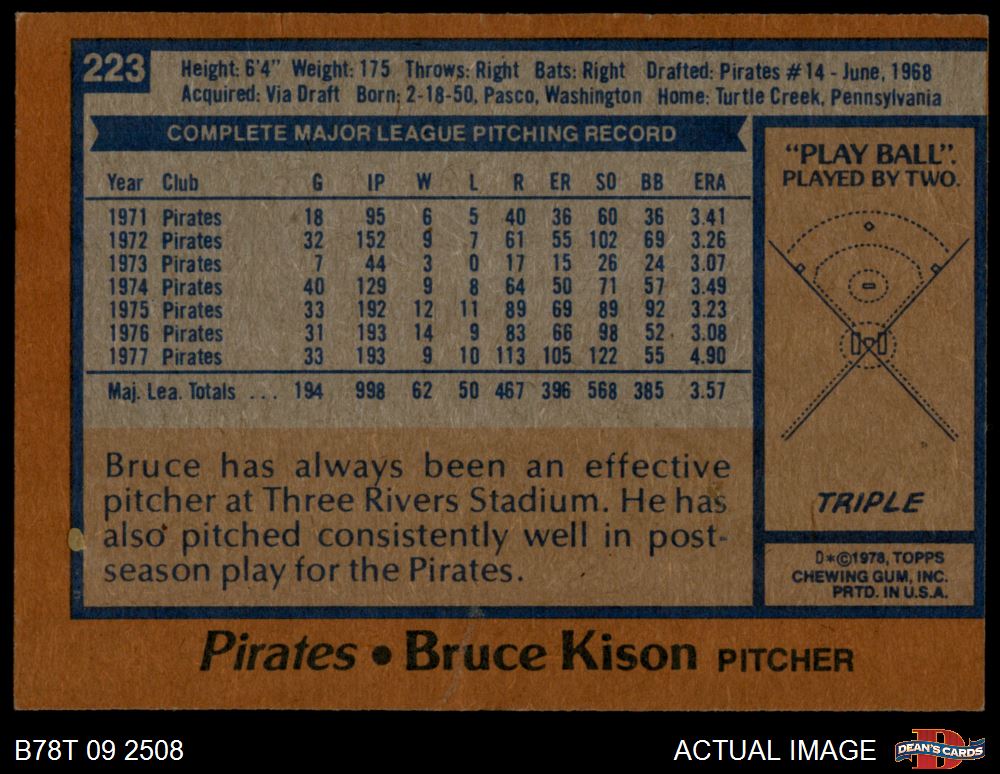 223
Height: 6'4" Weight: 175 Throws: Right Bats: Right Drafted: Pirates #14 - June, 1968
Acquired: Via Draft Born: 2-18-50, Pasco, Washington Home: Turtle Creek, Pennsylvania
COMPLETE MAJOR LEAGUE PITCHING RECORD
Year Club G IP W L R ER SO BB ERA
1971 Pirates 18 95 6 5 40 36 60 36 3.41
1972 Pirates 32 152 9 7 61 55 102 69 3.26
1973 Pirates 7 44 3 0 17 15 26 24 3.07
1974 Pirates 40 129 9 8 64 50 71 57 3.49
1975 Pirates 33 192 12 11 89 69 89 92 3.23
1976 Pirates 31 193 14 9 83 66 98 52 3.08
1977 Pirates 33 193 9 10 113 105 122 55 4.90
Maj. Lea. Totals ... 194 998 62 50 467 396 568 385 3.57
Bruce has always been an effective
pitcher at Three Rivers Stadium. He has
also pitched consistently well in post-
season play for the Pirates.
"PLAY BALL".
PLAYED BY TWO.
TRIPLE
D*©1978, TOPPS
CHEWING GUM, INC.
PRTD. IN U.S.A.
Pirates • Bruce Kison PITCHER
B78T 09 2508
ACTUAL IMAGE
D
DEAN'S CARDS